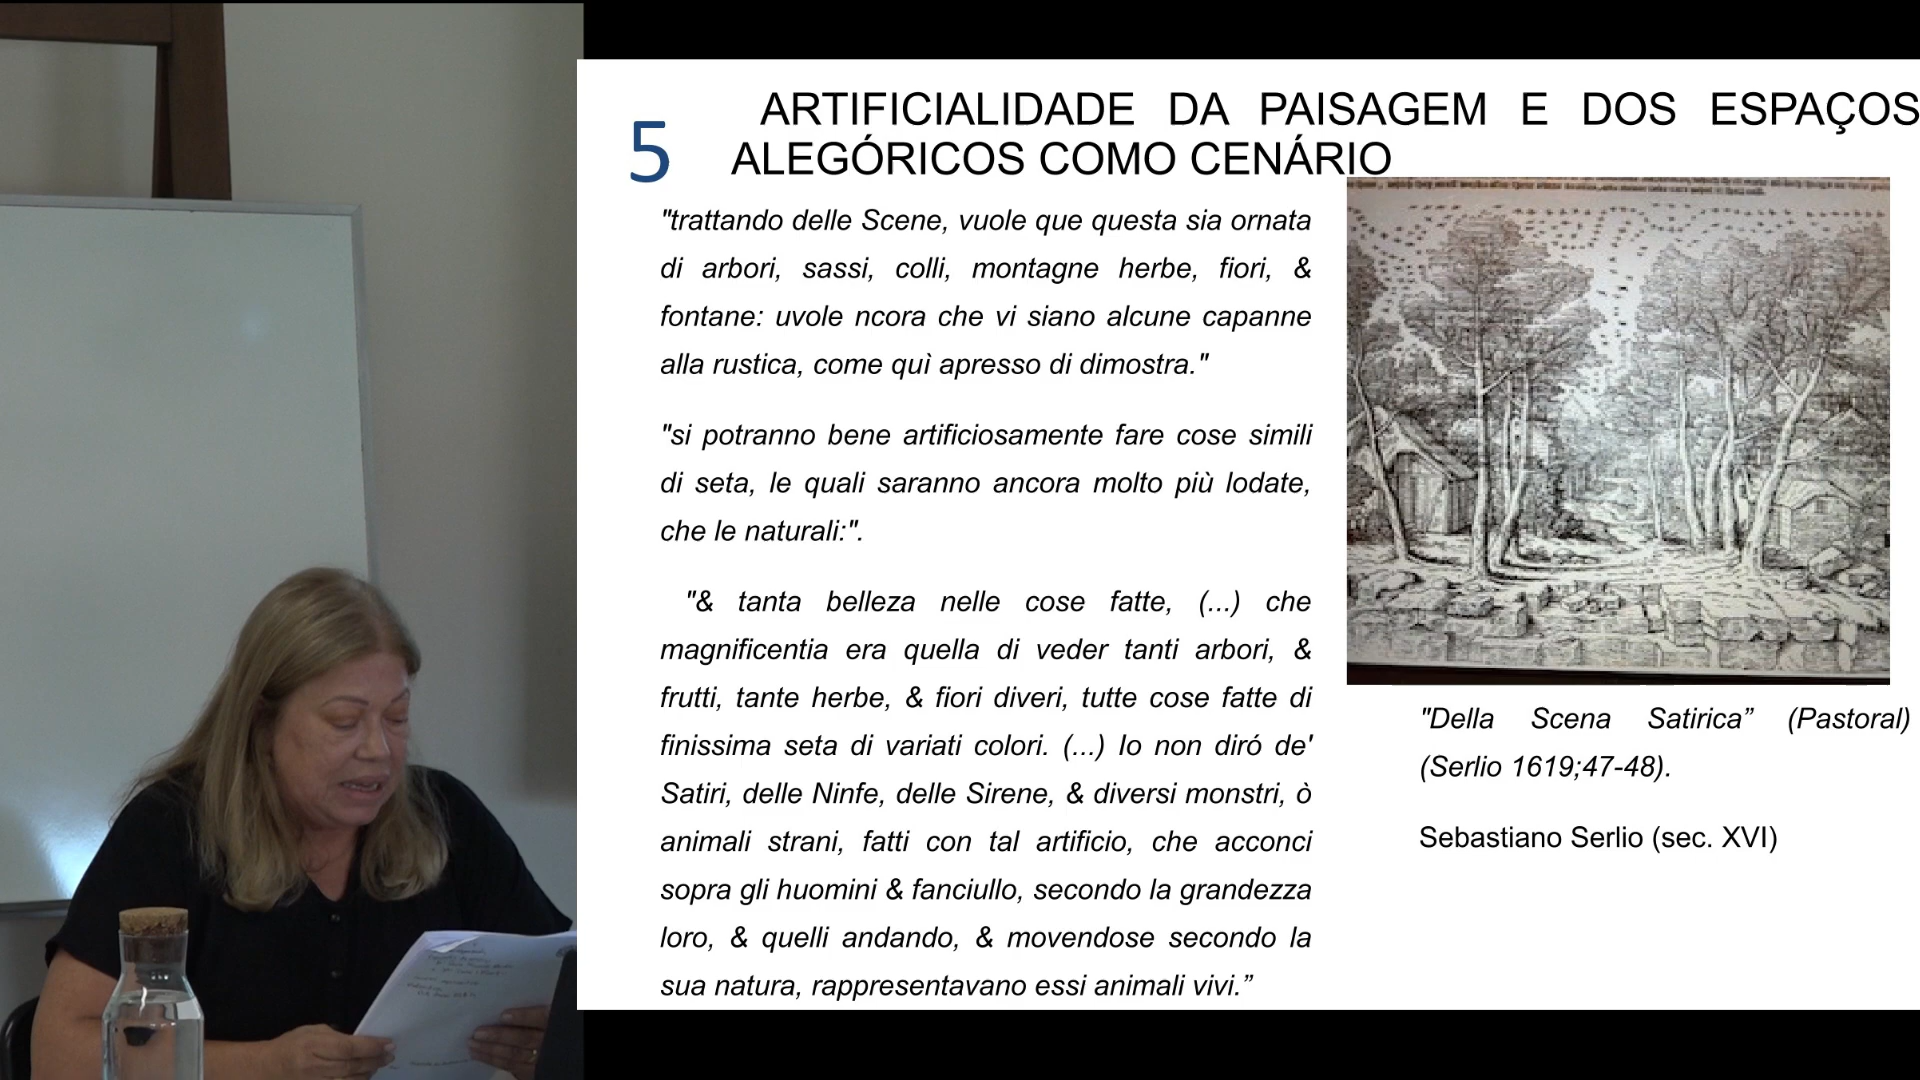 5
ARTIFICIALIDADE DA PAISAGEM E DOS ESPAÇOS
ALEGÓRICOS COMO CENÁRIO
"trattando delle Scene, vuole que questa sia ornata
di arbori, sassi, colli, montagne herbe, fiori, &
fontane: uvole ncora che vi siano alcune capanne
alla rustica, come quì apresso di dimostra."
"si potranno bene artificiosamente fare cose simili
di seta, le quali saranno ancora molto più lodate,
che le naturali:".
"& tanta belleza nelle cose fatte, (...) che
magnificentia era quella di veder tanti arbori, &
frutti, tante herbe, & fiori diveri, tutte cose fatte di
finissima seta di variati colori. (...) Io non diró de'
Satiri, delle Ninfe, delle Sirene, & diversi monstri, ò
animali strani, fatti con tal artificio, che acconci
sopra gli huomini & fanciullo, secondo la grandezza
loro, & quelli andando, & movendose secondo la
sua natura, rappresentavano essi animali vivi.”
"Della Scena Satirica” (Pastoral)
(Serlio 1619;47-48).
Sebastiano Serlio (sec. XVI)